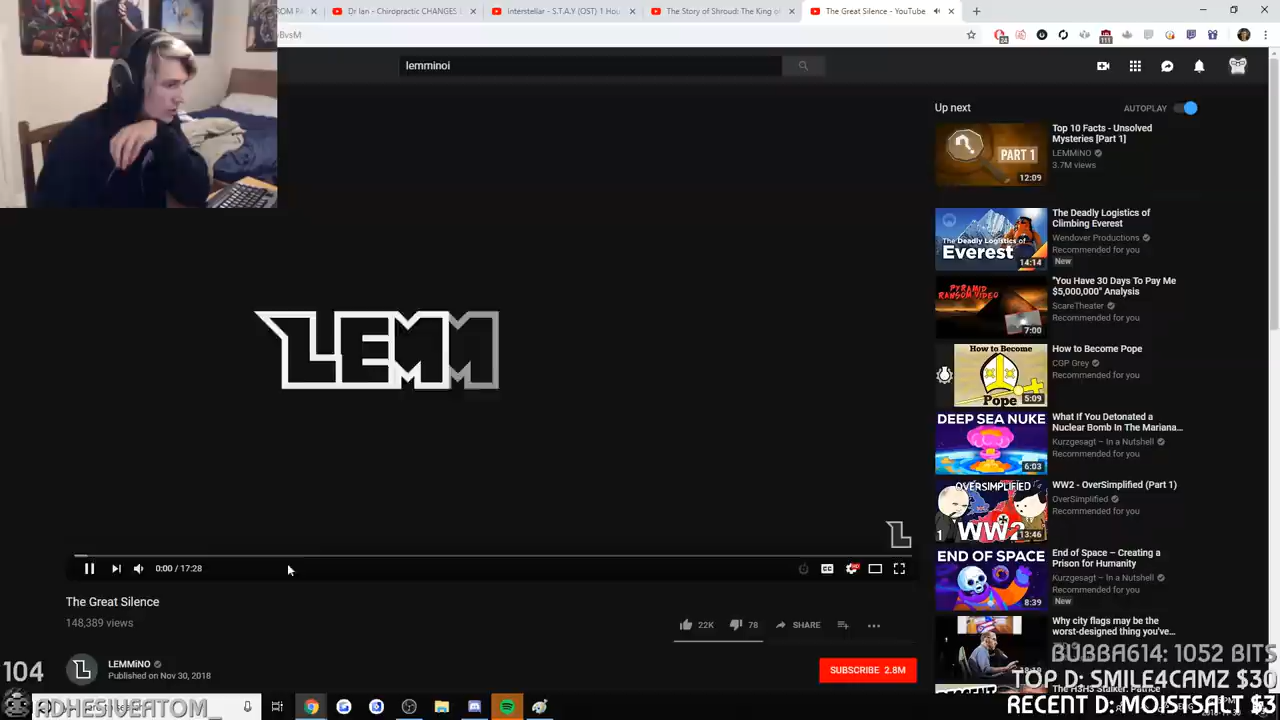 Dr Ian - Chiropractic CHANGES L
Interstellar - S.T.A.Y (OST) 1 Hou
The Story of Shroud: The King o
The Great Silence - YouTube
BvsM
24
111
lemminoi
Up next
AUTOPLAY
PART 1
12:09
Top 10 Facts - Unsolved
Mysteries [Part 1]
LEMMiNO
3.7M views
The Deadly Logistics of
Everest
14:14
The Deadly Logistics of
Climbing Everest
Wendover Productions
Recommended for you
New
PYRAMID
RANSOM VIDEO
7:00
"You Have 30 Days To Pay Me
$5,000,000" Analysis
ScareTheater
Recommended for you
How to Become
Pope
5:09
How to Become Pope
CGP Grey
Recommended for you
DEEP SEA NUKE
6:03
What If You Detonated a
Nuclear Bomb In The Mariana...
Kurzgesagt – In a Nutshell
Recommended for you
OVERSIMPLIFIED
WW2
1
13:46
WW2 - OverSimplified (Part 1)
OverSimplified
Recommended for you
END OF SPACE
8:39
End of Space – Creating a
Prison for Humanity
Kurzgesagt – In a Nutshell
Recommended for you
New
Why city flags may be the
worst-designed thing you've...
LEMM
0:00 / 17:28
The Great Silence
148,389 views
22K
78
SHARE
LEMMiNO
Published on Nov 30, 2018
SUBSCRIBE 2.8M
104
ADHESIVEATOM_
BUBBA614: 1052 BITS
TOP D: SMILE4CAMZ $30
RECENT D: MOISTSALT $3